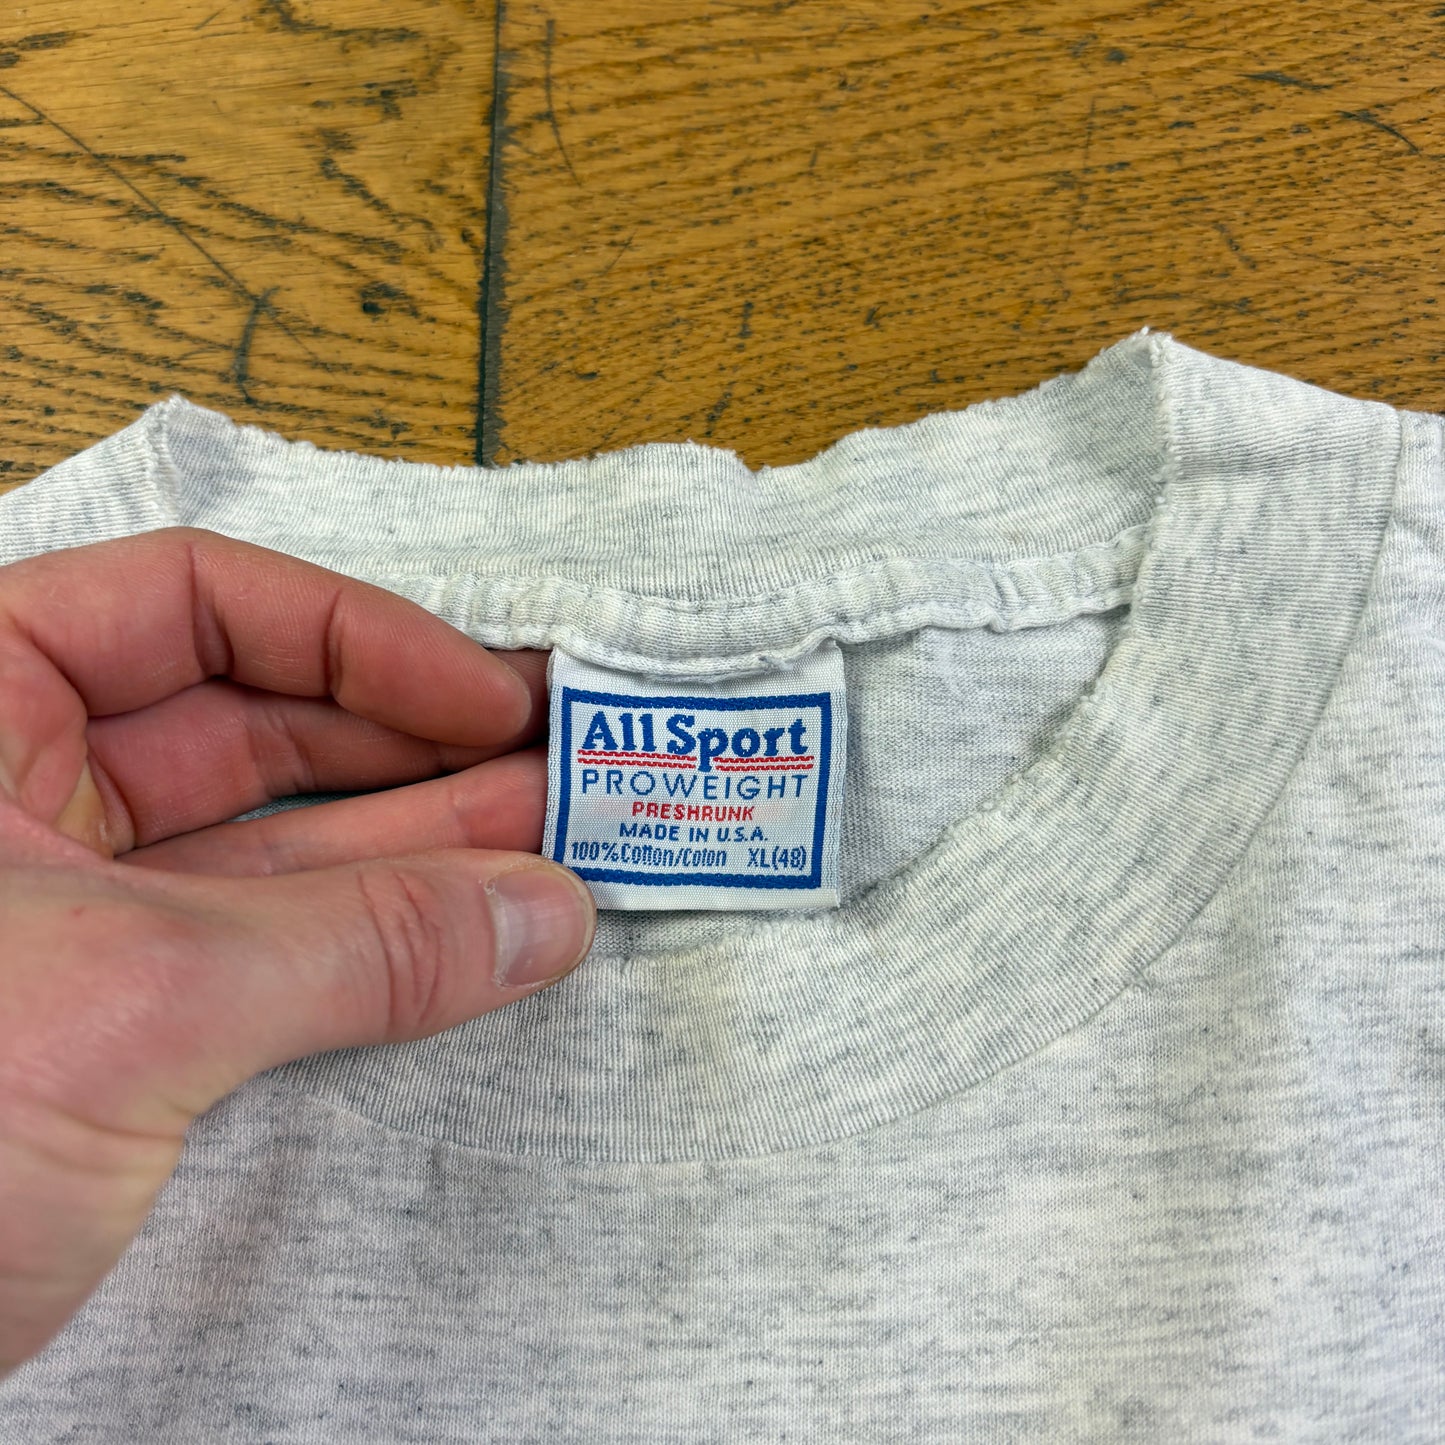 All Sport
PROWEIGHT
PRESHRUNK
MADE IN U.S.A.
100% Cotton/Coton XL(48)